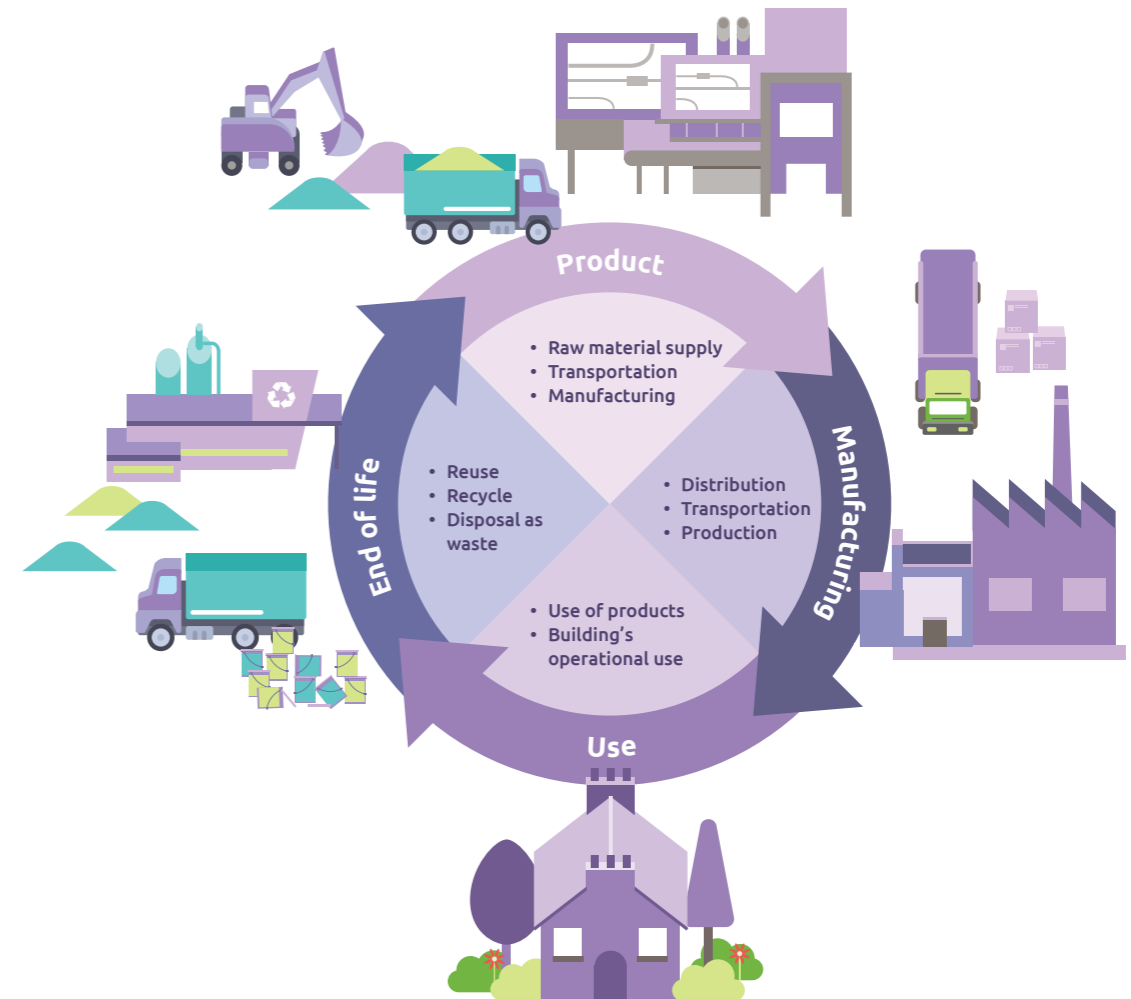 Product
• Raw material supply
• Transportation
• Manufacturing
Manufacturing
• Distribution
• Transportation
• Production
Use
• Use of products
• Building’s
operational use
End of life
• Reuse
• Recycle
• Disposal as
waste